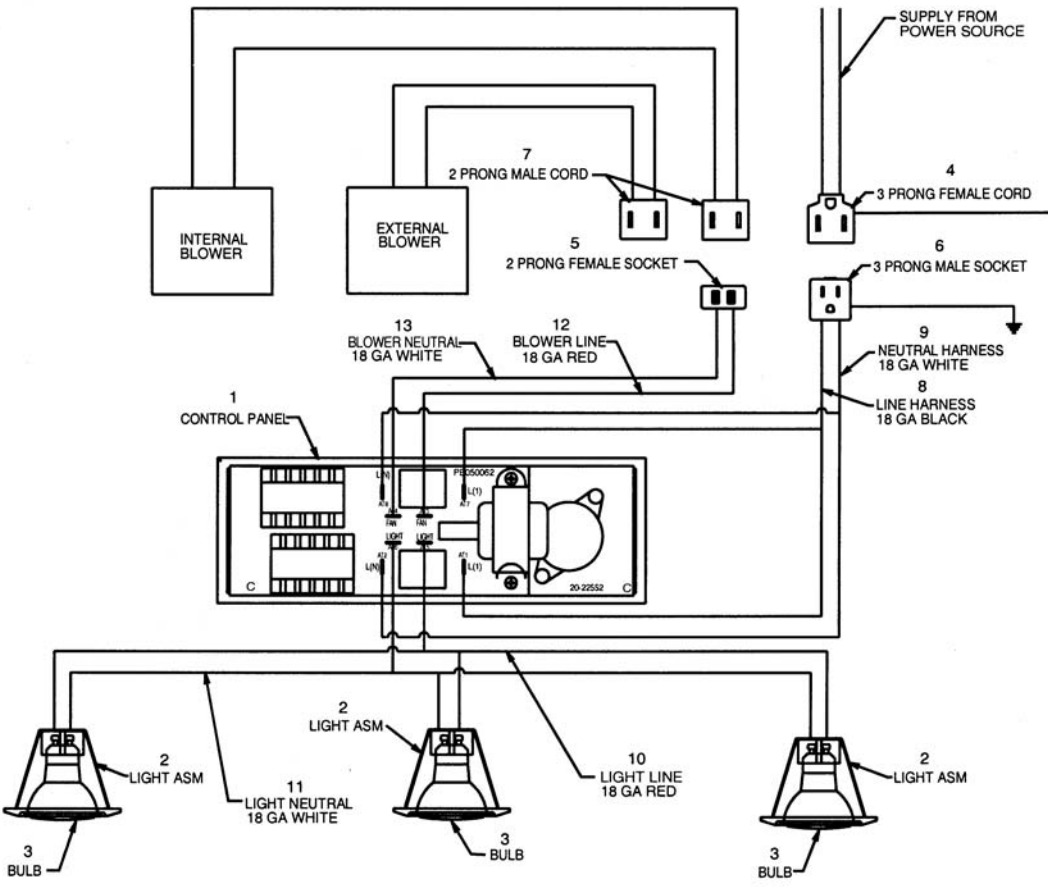 SUPPLY FROM
POWER SOURCE
7
2 PRONG MALE CORD
4
3 PRONG FEMALE CORD
INTERNAL
BLOWER
EXTERNAL
BLOWER
5
2 PRONG FEMALE SOCKET
6
3 PRONG MALE SOCKET
13
BLOWER NEUTRAL
18 GA WHITE
12
BLOWER LINE
18 GA RED
9
NEUTRAL HARNESS
18 GA WHITE
8
LINE HARNESS
18 GA BLACK
1
CONTROL PANEL
L(N)
L(1)
AT7
FAN
FAN
LIGHT
LIGHT
AT1
L(N)
L(1)
C
20-22552
C
2
LIGHT ASM
2
LIGHT ASM
2
LIGHT ASM
10
LIGHT LINE
18 GA RED
11
LIGHT NEUTRAL
18 GA WHITE
3
BULB
3
BULB
3
BULB